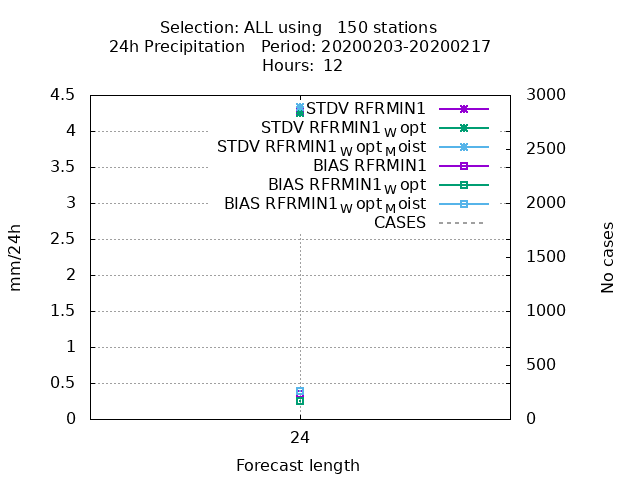 Selection: ALL using   150 stations
24h Precipitation   Period: 20200203-20200217
Hours:  12
4.5
4
3.5
3
2.5
2
1.5
1
0.5
0
3000
2500
2000
1500
1000
500
0
mm/24h
No cases
STDV RFRMIN1
STDV RFRMIN1_W opt
STDV RFRMIN1_W opt_M oist
BIAS RFRMIN1
BIAS RFRMIN1_W opt
BIAS RFRMIN1_W opt_M oist
CASES
24
Forecast length